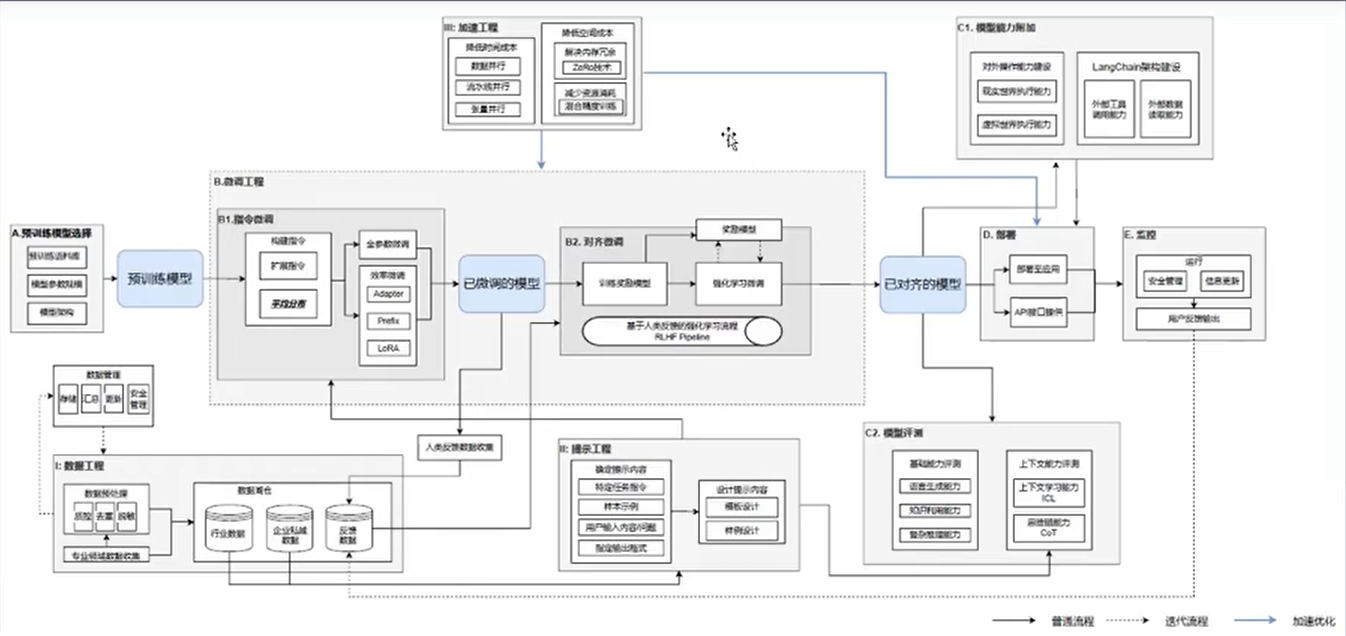 III: 加速工程
降低时间成本
数据并行
流水线并行
张量并行
降低空间成本
解决内存冗余
ZeRo技术
减少资源消耗
混合精度训练
C1. 模型能力附加
对外操作能力建设
现实世界执行能力
虚拟世界执行能力
LangChain架构建设
外部工具
调用能力
外部数据
读取能力
A.预训练模型选择
预训练语料库
模型参数规模
模型架构
预训练模型
B.微调工程
B1.指令微调
构建指令
扩展指令
平均分布
全参数微调
效率微调
Adapter
Prefix
LoRA
已微调的模型
B2. 对齐微调
奖励模型
训练奖励模型
强化学习微调
基于人类反馈的强化学习流程
RLHF Pipeline
已对齐的模型
D. 部署
部署至应用
API接口提供
E. 监控
运行
安全管理
信息更新
用户反馈输出
数据管理
存储
汇总
更新
安全
管理
I: 数据工程
数据预处理
质控
去重
脱敏
专业领域数据收集
数据湖仓
行业数据
企业私域
数据
反馈
数据
人类反馈数据收集
II: 提示工程
确定提示内容
特定任务指令
样本示例
用户输入内容/问题
指定输出格式
设计提示内容
模板设计
样例设计
C2. 模型评测
基础能力评测
语言生成能力
知识利用能力
复杂推理能力
上下文能力评测
上下文学习能力
ICL
思维链能力
CoT
普通流程
迭代流程
加速优化